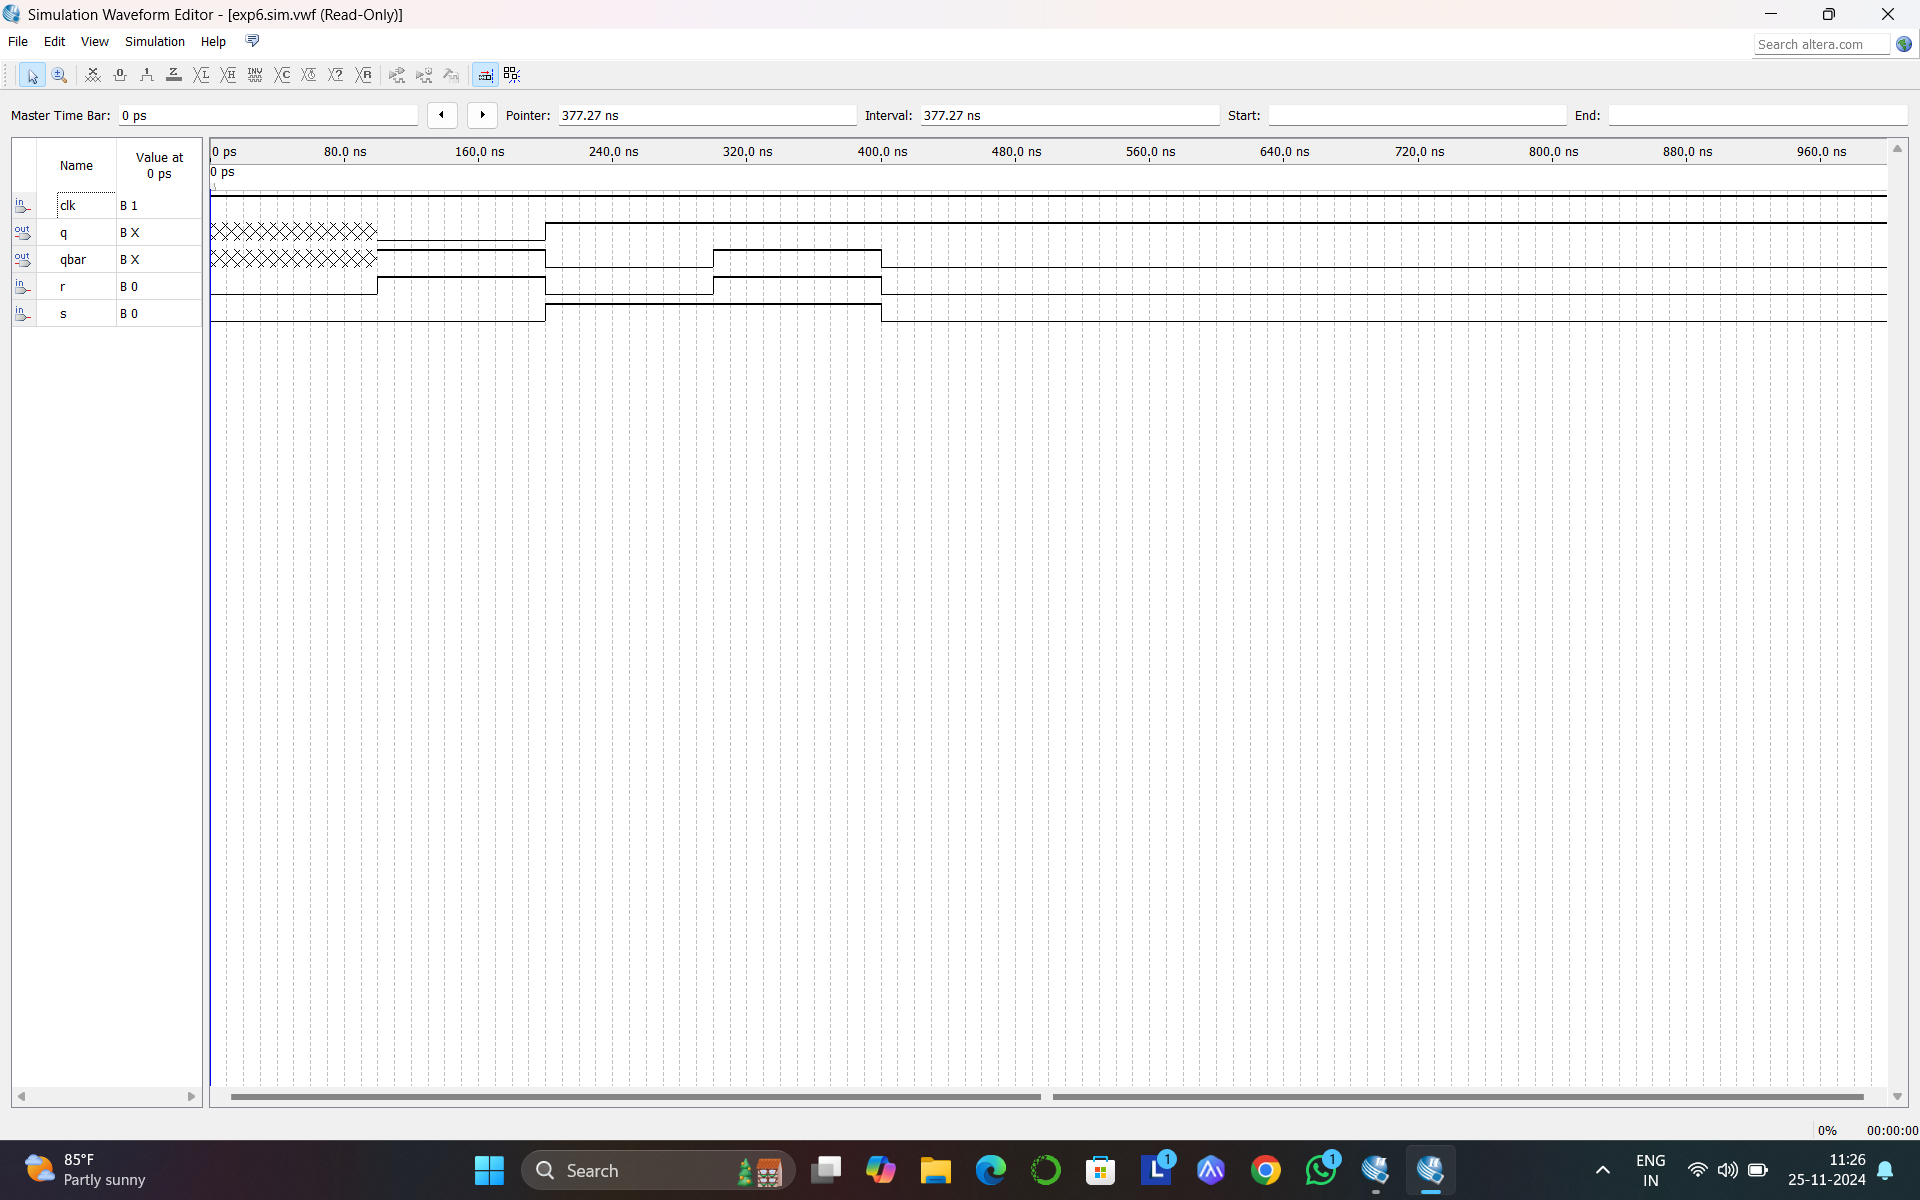 Simulation Waveform Editor - [exp6.sim.vwf (Read-Only)]
File Edit View Simulation Help
Search altera.com
Master Time Bar: 0 ps Pointer: 377.27 ns Interval: 377.27 ns Start: End:
Name Value at 0 ps
0 ps 80.0 ns 160.0 ns 240.0 ns 320.0 ns 400.0 ns 480.0 ns 560.0 ns 640.0 ns 720.0 ns 800.0 ns 880.0 ns 960.0 ns
0 ps
in clk B 1
out q B X
out qbar B X
in r B 0
in s B 0
0% 00:00:00
85°F
Partly sunny
Search
1
1
ENG
IN
11:26
25-11-2024